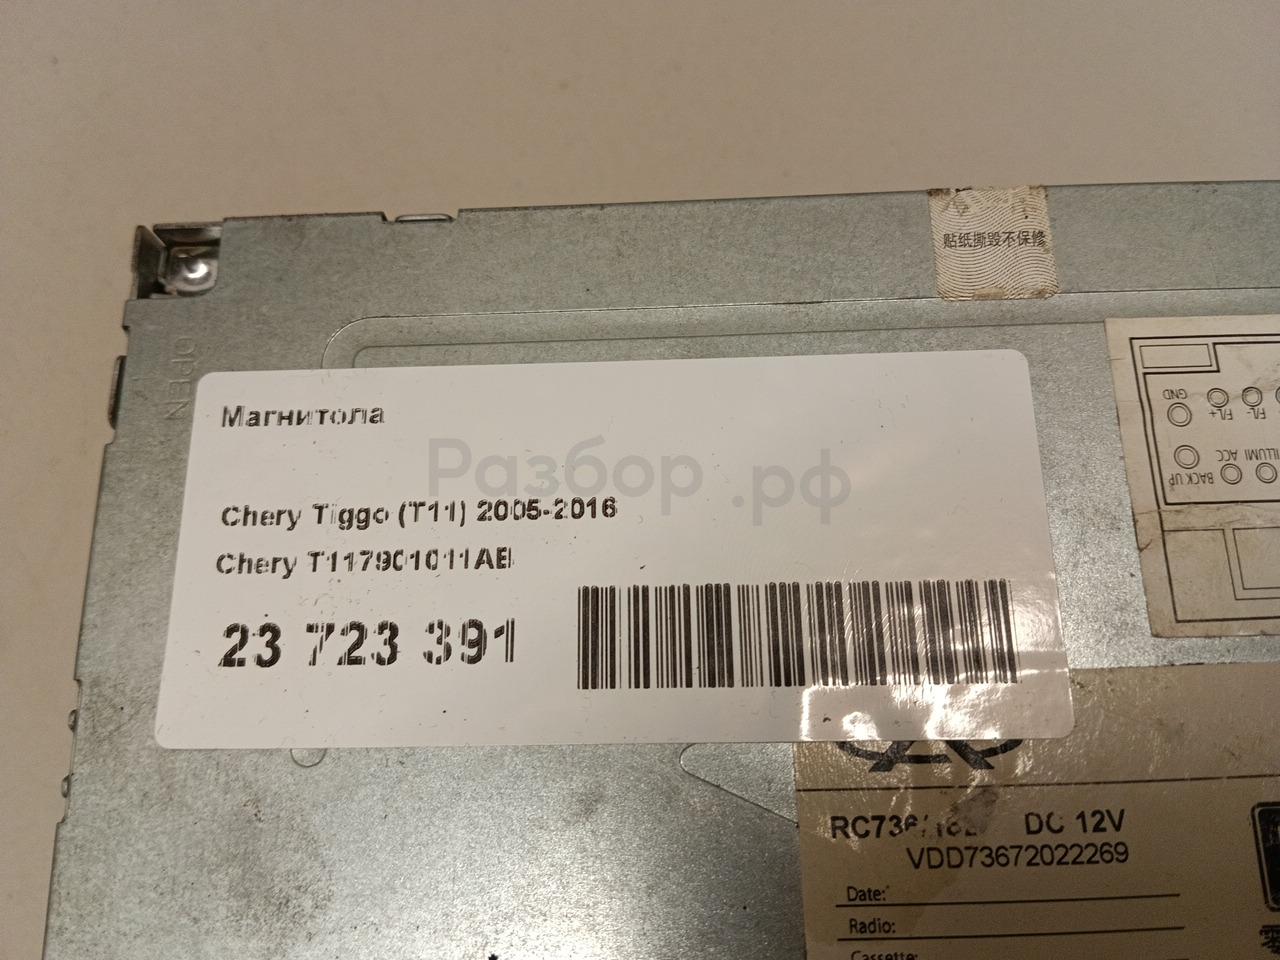 贴纸撕毁不保修
OPEN
GND F/L+ F/L-
BACK UP ACC ILLUMI
Магнитола
Разбор.рф
Chery Tiggo (T11) 2005-2016
Chery T117901011AB
23 723 391
DC 12V
VDD73672022269
Date:
Radio:
Cassette: